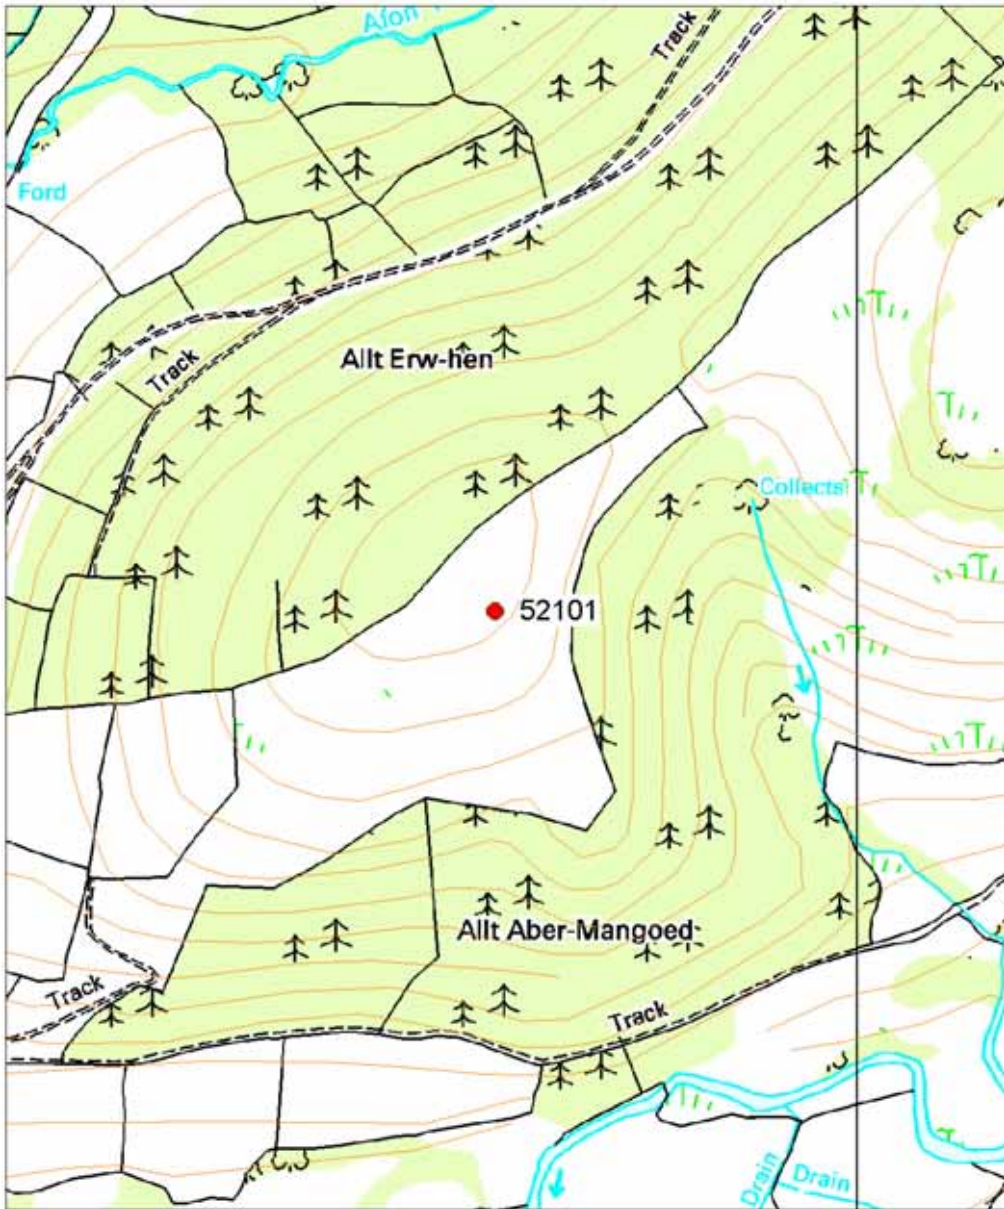 Afon
Track
Ford
Allt Erw-hen
Track
Collects
52101
Allt Aber-Mangoed
Track
Track
Drain
Drain